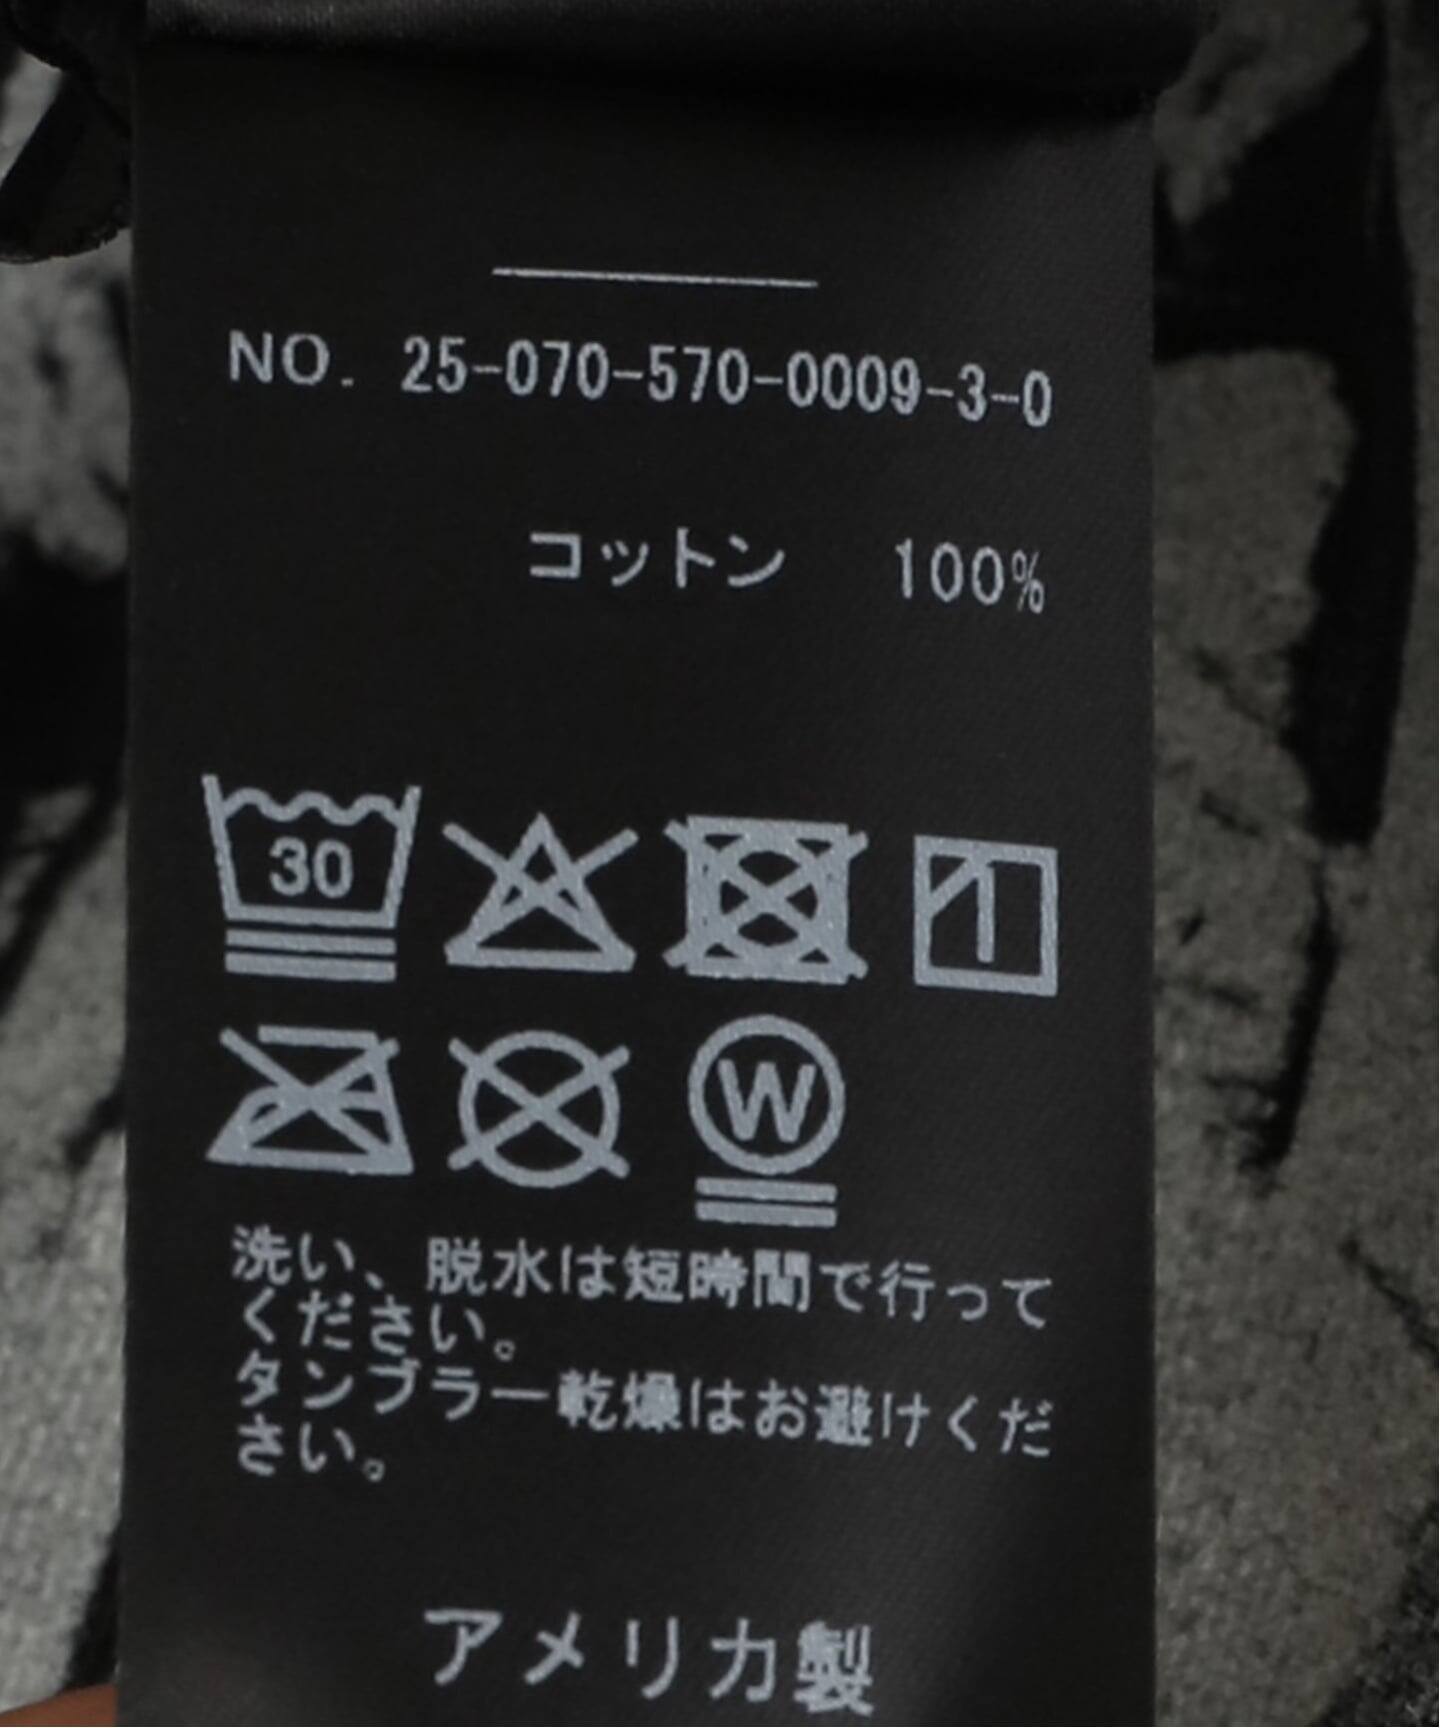 NO. 25-070-570-0009-3-0
コットン 100%
30
W
洗い、脱水は短時間で行って
ください。
タンブラー乾燥はお避けくだ
さい。
アメリカ製